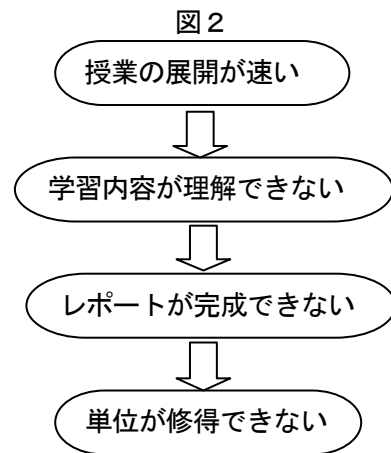 図２
授業の展開が速い
学習内容が理解できない
レポートが完成できない
単位が修得できない